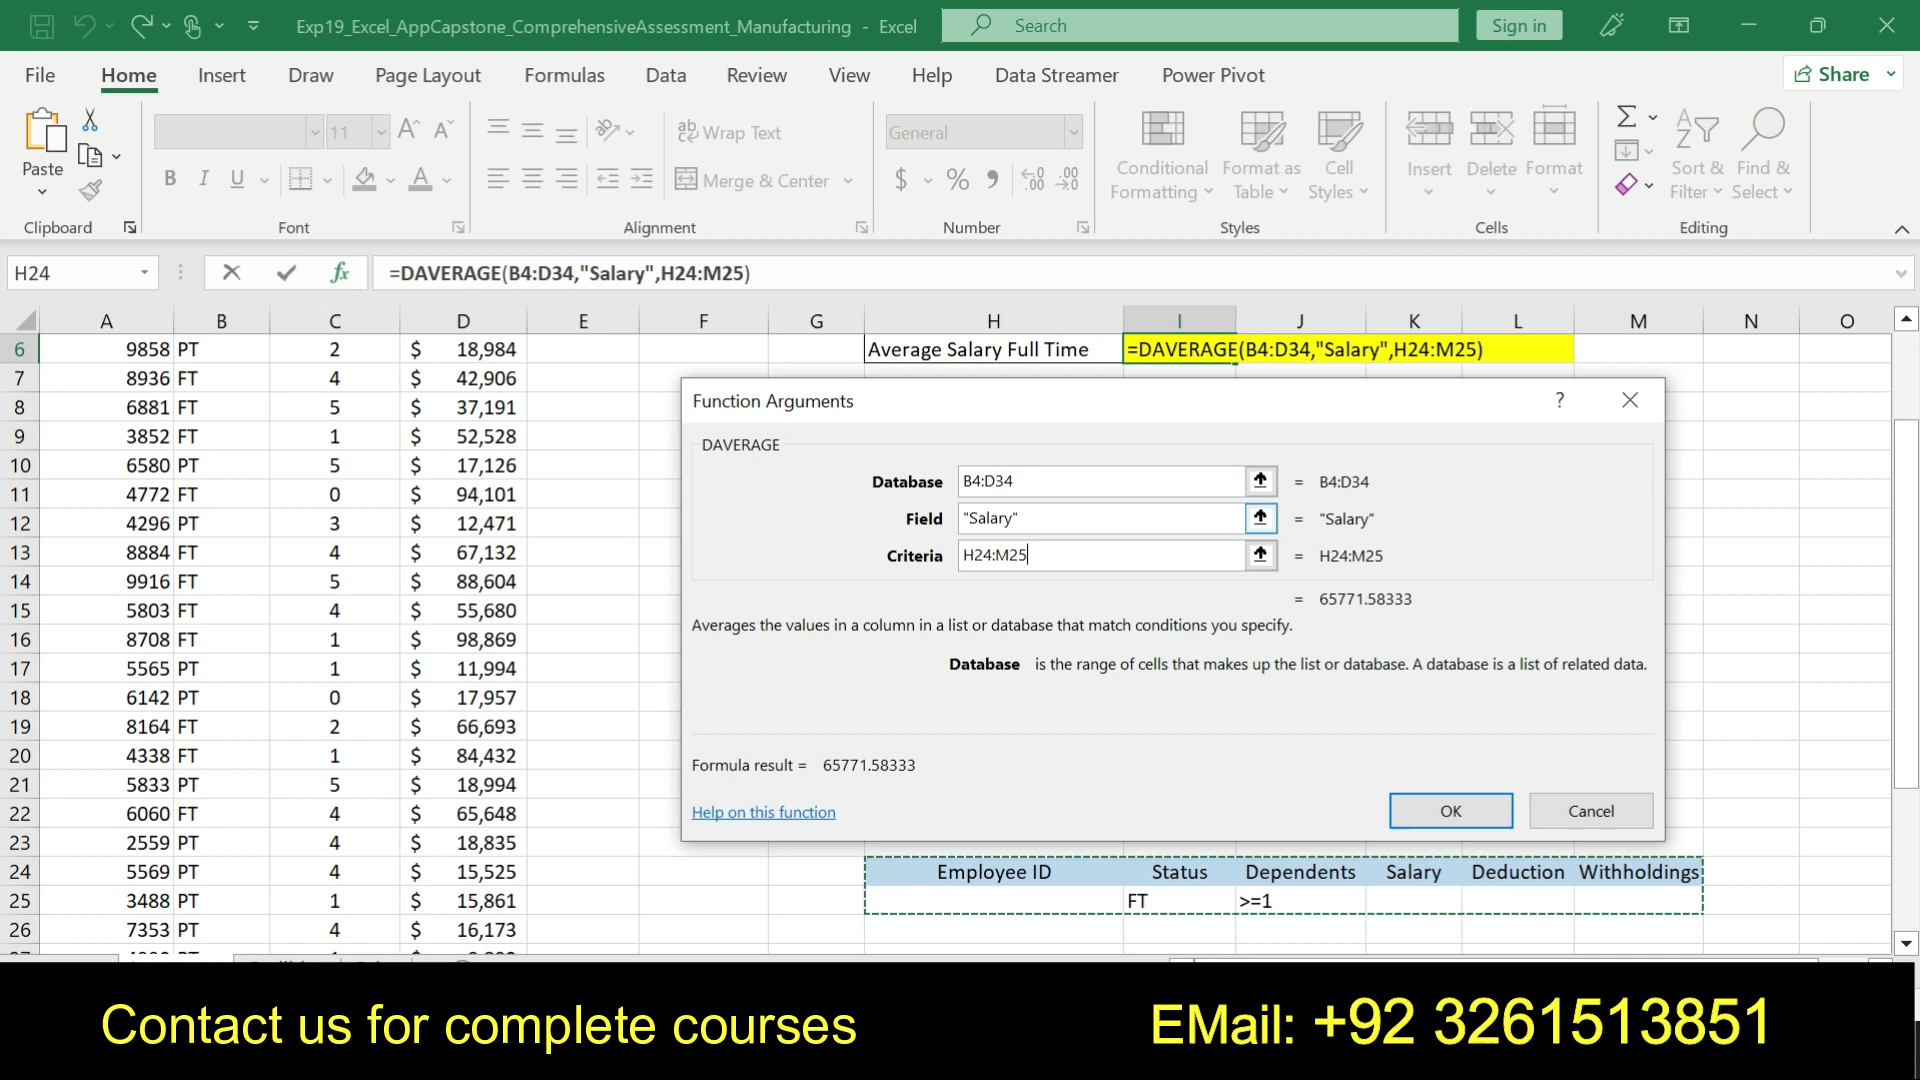 Exp19_Excel_AppCapstone_ComprehensiveAssessment_Manufacturing - Excel
Search
Sign in
File Home Insert Draw Page Layout Formulas Data Review View Help Data Streamer Power Pivot
Share
Paste
11
Wrap Text
Merge & Center
General
Conditional Formatting
Format as Table
Cell Styles
Insert
Delete
Format
Sort & Filter
Find & Select
Clipboard Font Alignment Number Styles Cells Editing
H24
=DAVERAGE(B4:D34,"Salary",H24:M25)
A B C D E F G H I J K L M N O
6 9858 PT 2 $ 18,984 Average Salary Full Time =DAVERAGE(B4:D34,"Salary",H24:M25)
7 8936 FT 4 $ 42,906
8 6881 FT 5 $ 37,191
9 3852 FT 1 $ 52,528
10 6580 PT 5 $ 17,126
11 4772 FT 0 $ 94,101
12 4296 PT 3 $ 12,471
13 8884 FT 4 $ 67,132
14 9916 FT 5 $ 88,604
15 5803 FT 4 $ 55,680
16 8708 FT 1 $ 98,869
17 5565 PT 1 $ 11,994
18 6142 PT 0 $ 17,957
19 8164 FT 2 $ 66,693
20 4338 FT 1 $ 84,432
21 5833 PT 5 $ 18,994
22 6060 FT 4 $ 65,648
23 2559 PT 4 $ 18,835
24 5569 PT 4 $ 15,525 Employee ID Status Dependents Salary Deduction Withholdings
25 3488 PT 1 $ 15,861 FT >=1
26 7353 PT 4 $ 16,173
Function Arguments
?
DAVERAGE
Database B4:D34 = B4:D34
Field "Salary" = "Salary"
Criteria H24:M25 = H24:M25
= 65771.58333
Averages the values in a column in a list or database that match conditions you specify.
Database is the range of cells that makes up the list or database. A database is a list of related data.
Formula result = 65771.58333
Help on this function
OK
Cancel
Contact us for complete courses
EMail: +92 3261513851